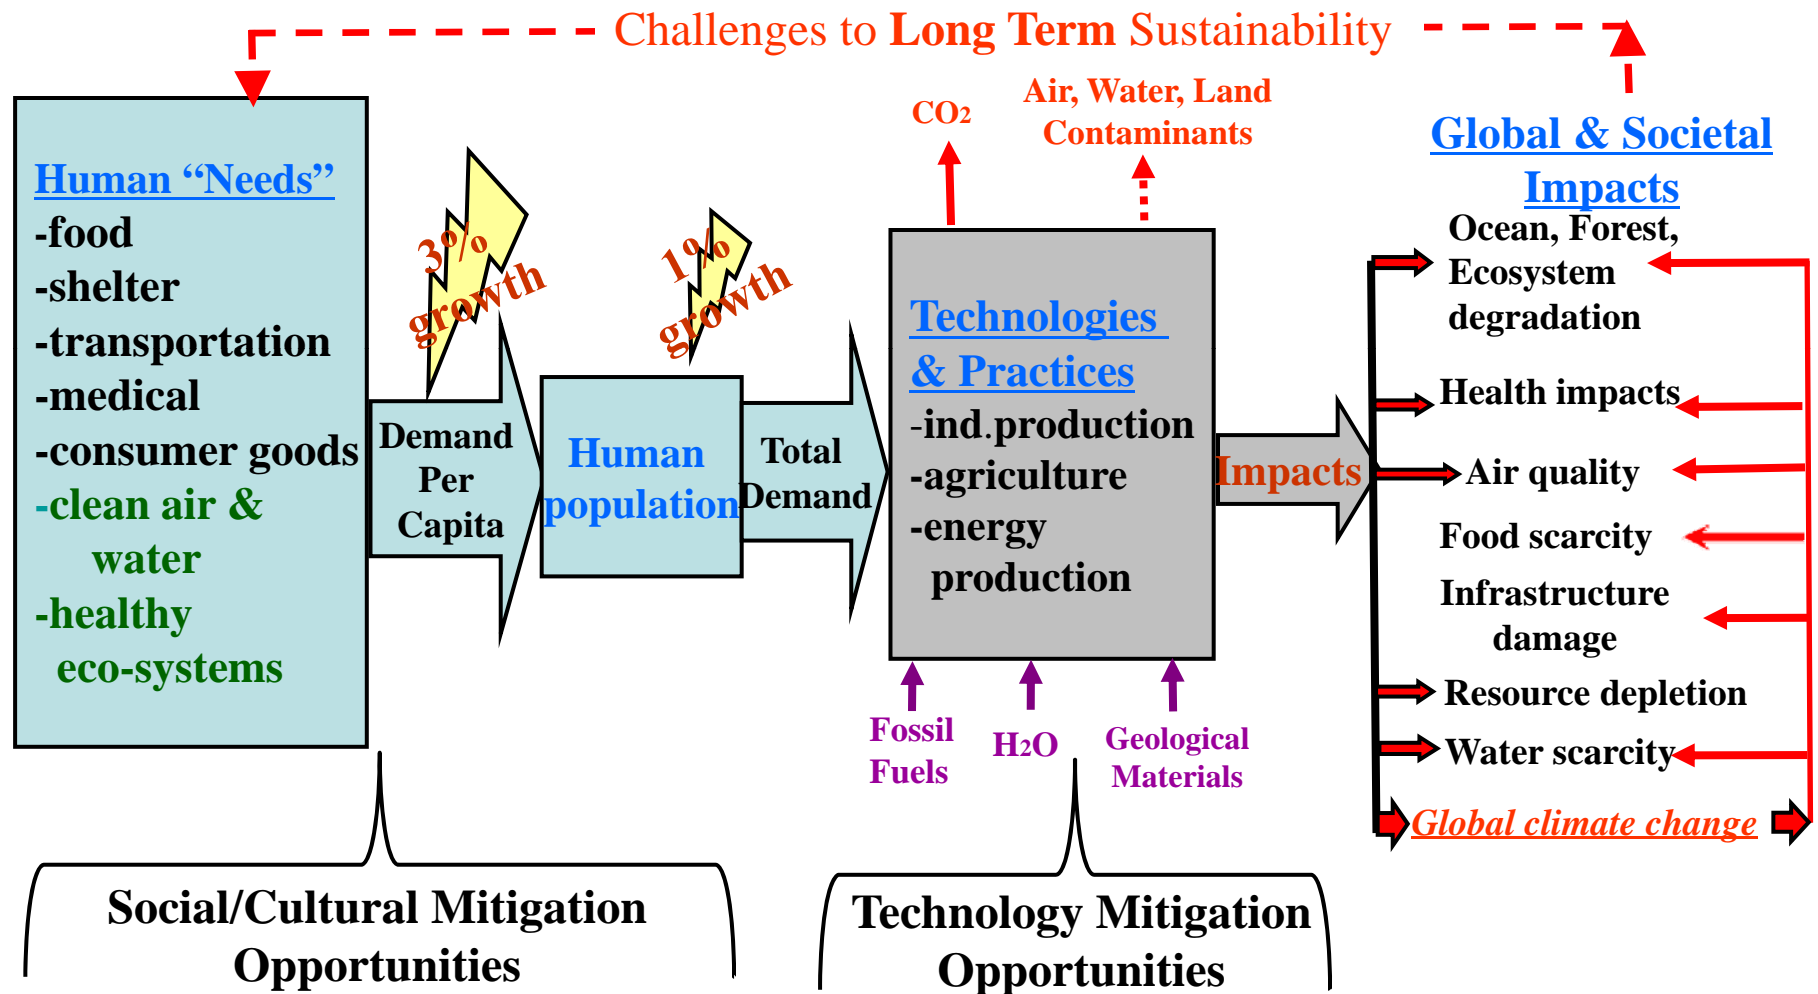 Challenges to Long Term Sustainability
Human “Needs”
-food
-shelter
-transportation
-medical
-consumer goods
-clean air &
water
-healthy
eco-systems
3%
growth
Demand
Per
Capita
1%
growth
Human
population
Total
Demand
CO2
Air, Water, Land
Contaminants
Technologies
& Practices
-ind.production
-agriculture
-energy
production
Fossil
Fuels
H2O
Geological
Materials
Impacts
Global & Societal
Impacts
Ocean, Forest,
Ecosystem
degradation
Health impacts
Air quality
Food scarcity
Infrastructure
damage
Resource depletion
Water scarcity
Global climate change
Social/Cultural Mitigation
Opportunities
Technology Mitigation
Opportunities